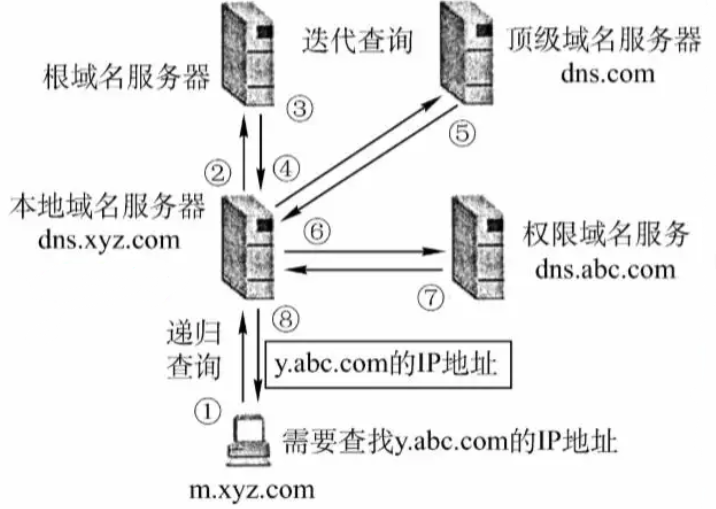 迭代查询
顶级域名服务器
dns.com
根域名服务器
③
⑤
②
④
本地域名服务器
dns.xyz.com
⑥
权限域名服务
dns.abc.com
⑦
⑧
递归
查询
y.abc.com的IP地址
①
需要查找y.abc.com的IP地址
m.xyz.com